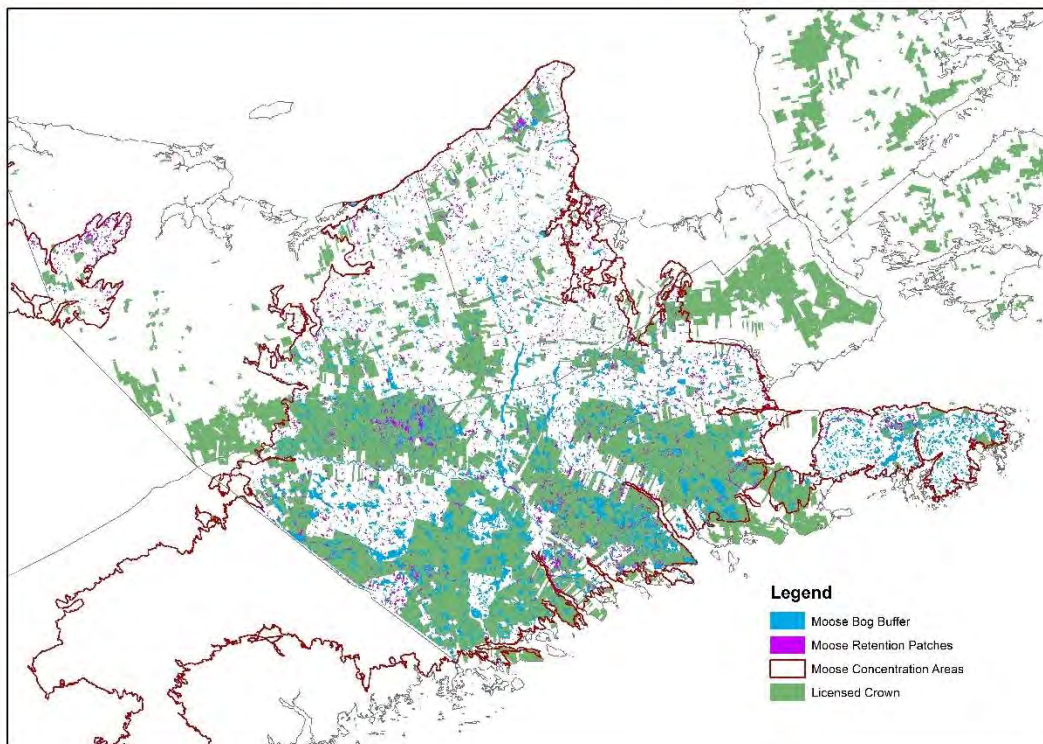 Legend
Moose Bog Buffer
Moose Retention Patches
Moose Concentration Areas
Licensed Crown